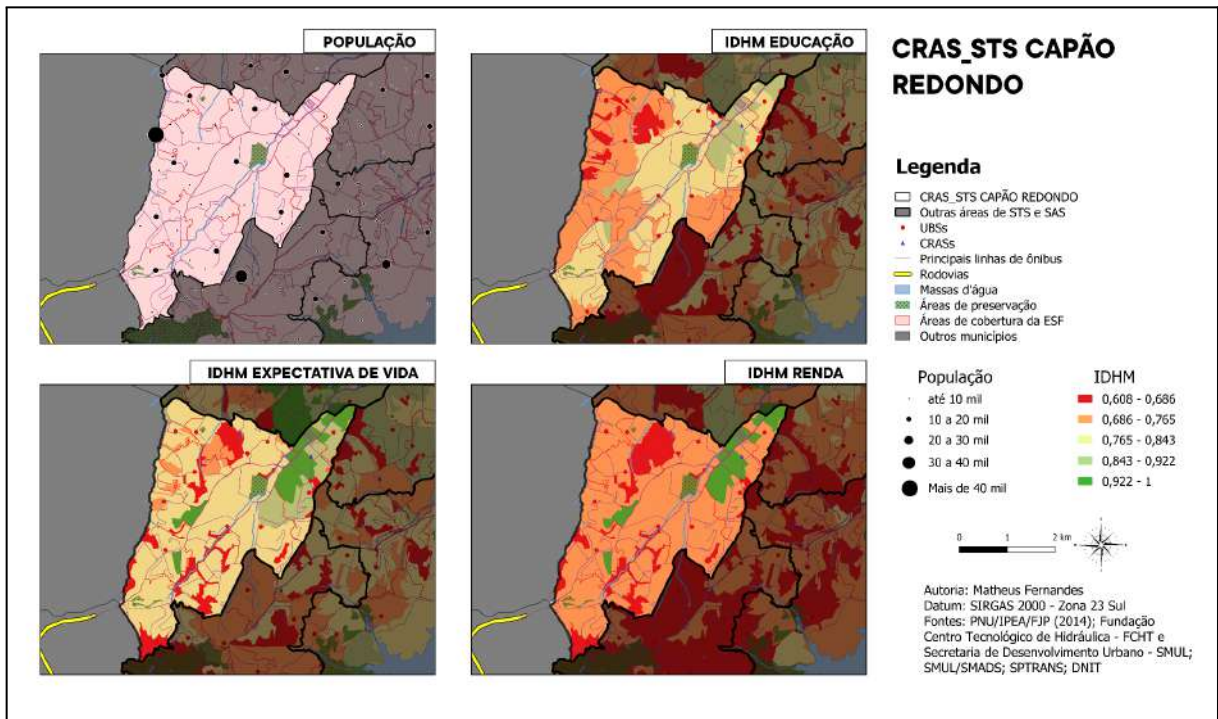 POPULAÇÃO
IDHM EDUCAÇÃO
IDHM EXPECTATIVA DE VIDA
IDHM RENDA
CRAS_STS CAPÃO
REDONDO
Legenda
CRAS_STS CAPÃO REDONDO
Outras áreas de STS e SAS
UBSs
CRASs
Principais linhas de ônibus
Rodovias
Massas d'água
Áreas de preservação
Áreas de cobertura da ESF
Outros municípios
População
até 10 mil
10 a 20 mil
20 a 30 mil
30 a 40 mil
Mais de 40 mil
IDHM
0,608 - 0,686
0,686 - 0,765
0,765 - 0,843
0,843 - 0,922
0,922 - 1
0 1 2 km
Autoria: Matheus Fernandes
Datum: SIRGAS 2000 - Zona 23 Sul
Fontes: PNU/IPEA/FJP (2014); Fundação
Centro Tecnológico de Hidráulica - FCHT e
Secretaria de Desenvolvimento Urbano - SMUL;
SMUL/SMADS; SPTRANS; DNIT